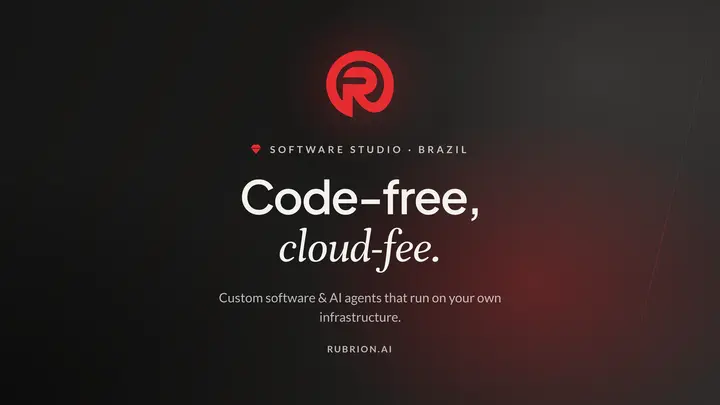 SOFTWARE STUDIO · BRAZIL
Code-free,
cloud-fee.
Custom software & AI agents that run on your own
infrastructure.
RUBRION.AI